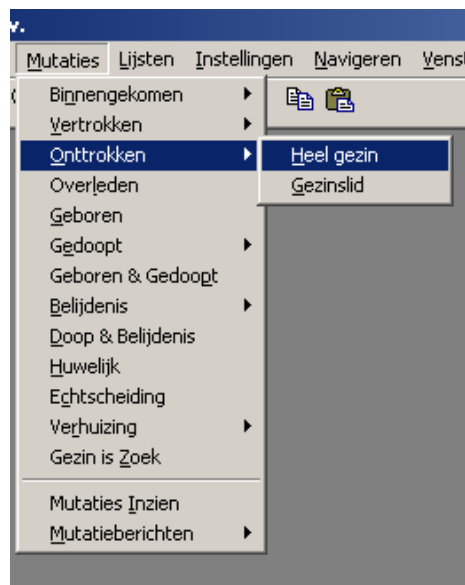 v.
Mutaties Lijsten Instellingen Navigeren
Binnengekomen
Vertrokken
Onttrokken
Heel gezin
Overleden
Gezinslid
Geboren
Gedoopt
Geboren & Gedoopt
Belijdenis
Doop & Belijdenis
Huwelijk
Echtscheiding
Verhuizing
Gezin is Zoek
Mutaties Inzien
Mutatieberichten